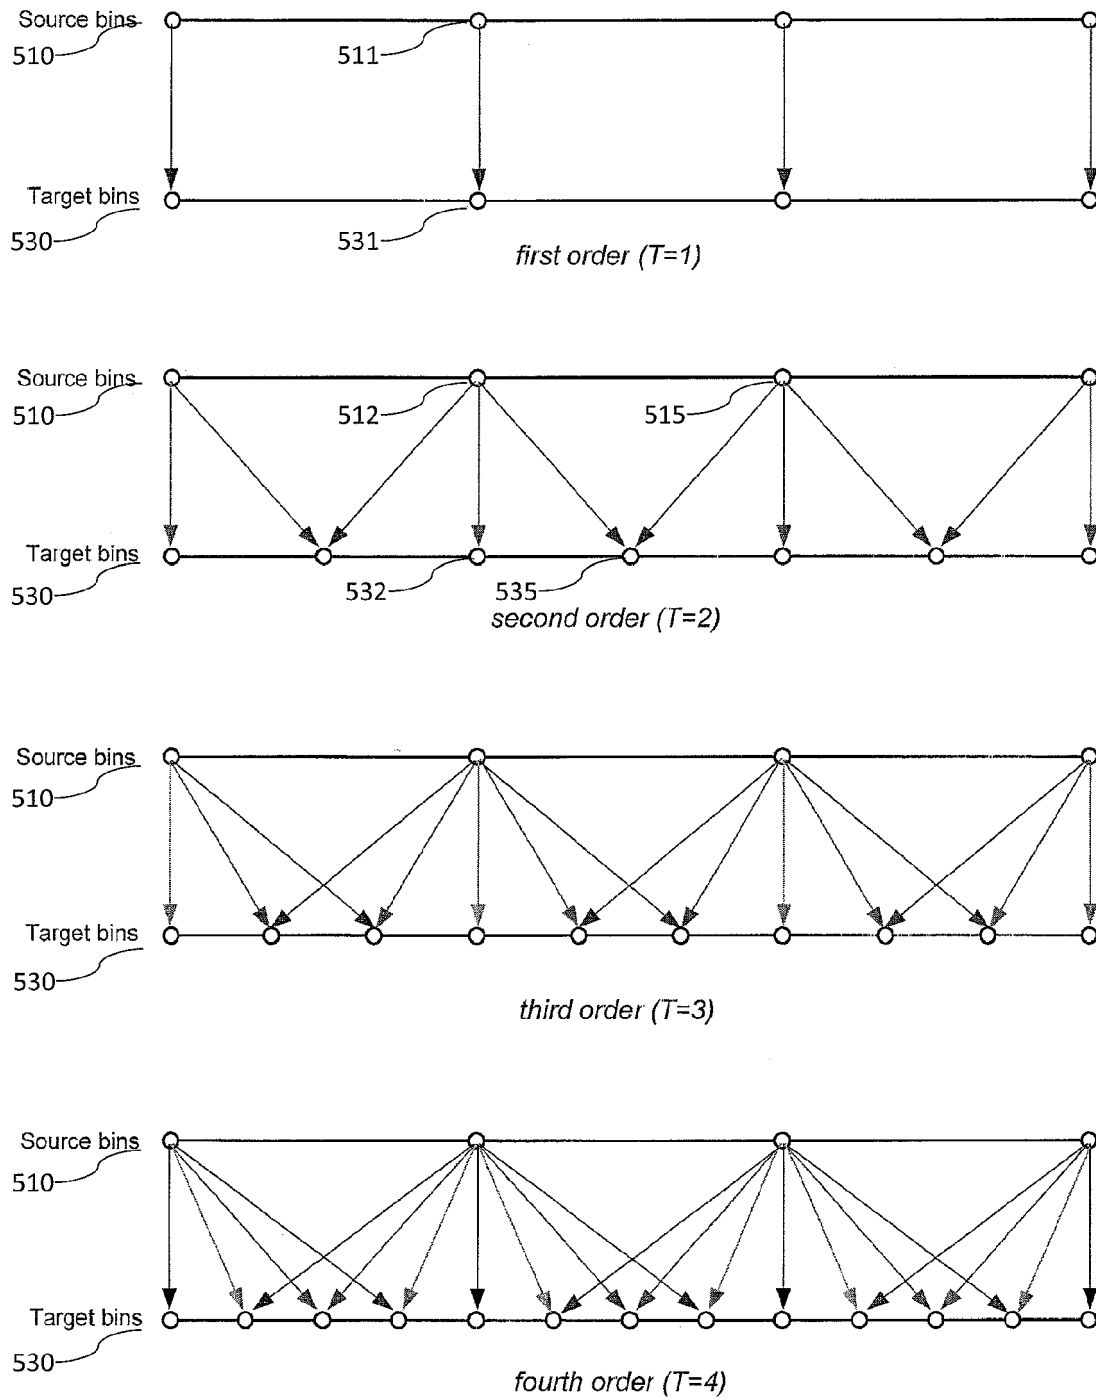 Source bins
510
511
Target bins
530
531
first order (T=1)
Source bins
510
512
515
Target bins
530
532
535
second order (T=2)
Source bins
510
Target bins
530
third order (T=3)
Source bins
510
Target bins
530
fourth order (T=4)